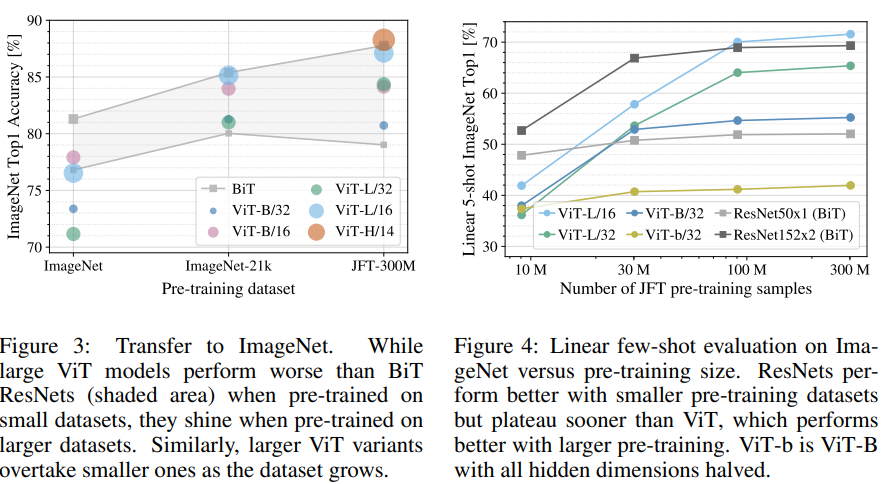 90
85
80
75
70
ImageNet Top1 Accuracy [%]
BiT
ViT-B/32
ViT-B/16
ViT-L/32
ViT-L/16
ViT-H/14
ImageNet
ImageNet-21k
JFT-300M
Pre-training dataset
Figure 3: Transfer to ImageNet. While
large ViT models perform worse than BiT
ResNets (shaded area) when pre-trained on
small datasets, they shine when pre-trained on
larger datasets. Similarly, larger ViT variants
overtake smaller ones as the dataset grows.
70
60
50
40
30
Linear 5-shot ImageNet Top1 [%]
ViT-L/16
ViT-L/32
ViT-B/32
ViT-b/32
ResNet50x1 (BiT)
ResNet152x2 (BiT)
10 M
30 M
100 M
300 M
Number of JFT pre-training samples
Figure 4: Linear few-shot evaluation on Ima-
geNet versus pre-training size. ResNets per-
form better with smaller pre-training datasets
but plateau sooner than ViT, which performs
better with larger pre-training. ViT-b is ViT-B
with all hidden dimensions halved.